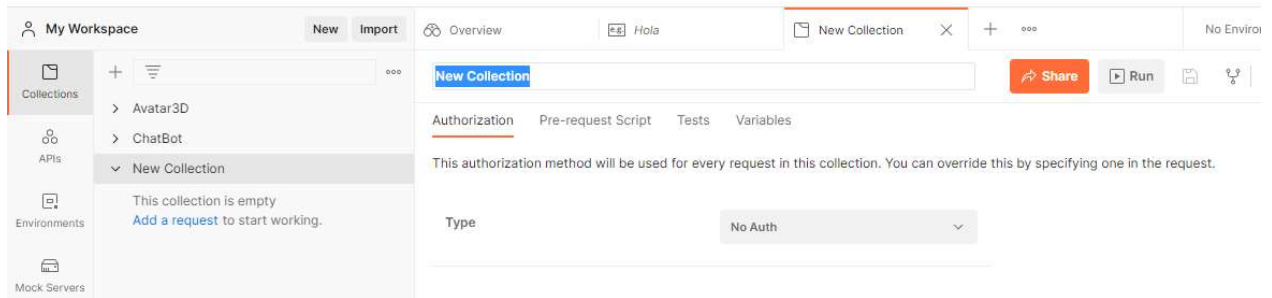 My Workspace
New
Import
Overview
e.g. Hola
New Collection
No Enviro
Collections
New Collection
Share
Run
Avatar3D
Authorization
Pre-request Script
Tests
Variables
ChatBot
APIs
New Collection
This authorization method will be used for every request in this collection. You can override this by specifying one in the request.
This collection is empty
Add a request to start working.
Environments
Type
No Auth
Mock Servers